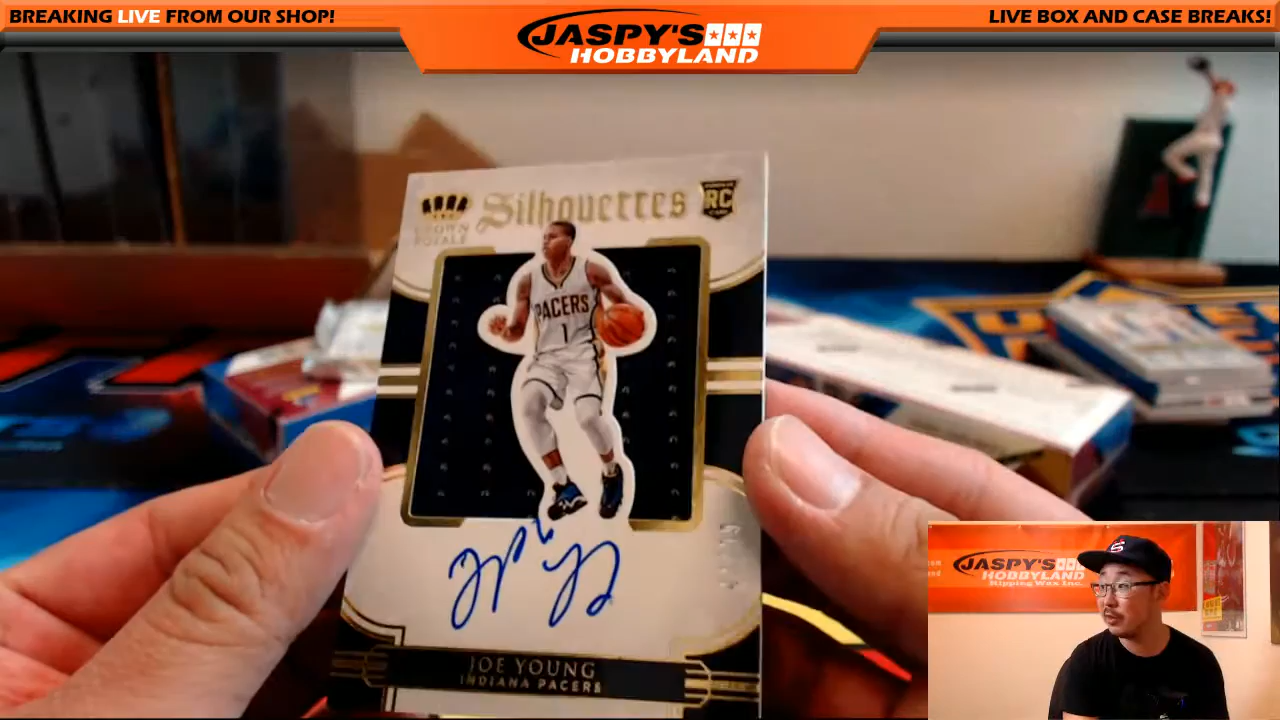 BREAKING LIVE FROM OUR SHOP!
JASPY'S
HOBBYLAND
LIVE BOX AND CASE BREAKS!
Silhouettes
RC
CROWN
ROYALE
PACERS
1
JOE YOUNG
INDIANA PACERS
JASPY'S
HOBBYLAND
Ripping Wax Inc.